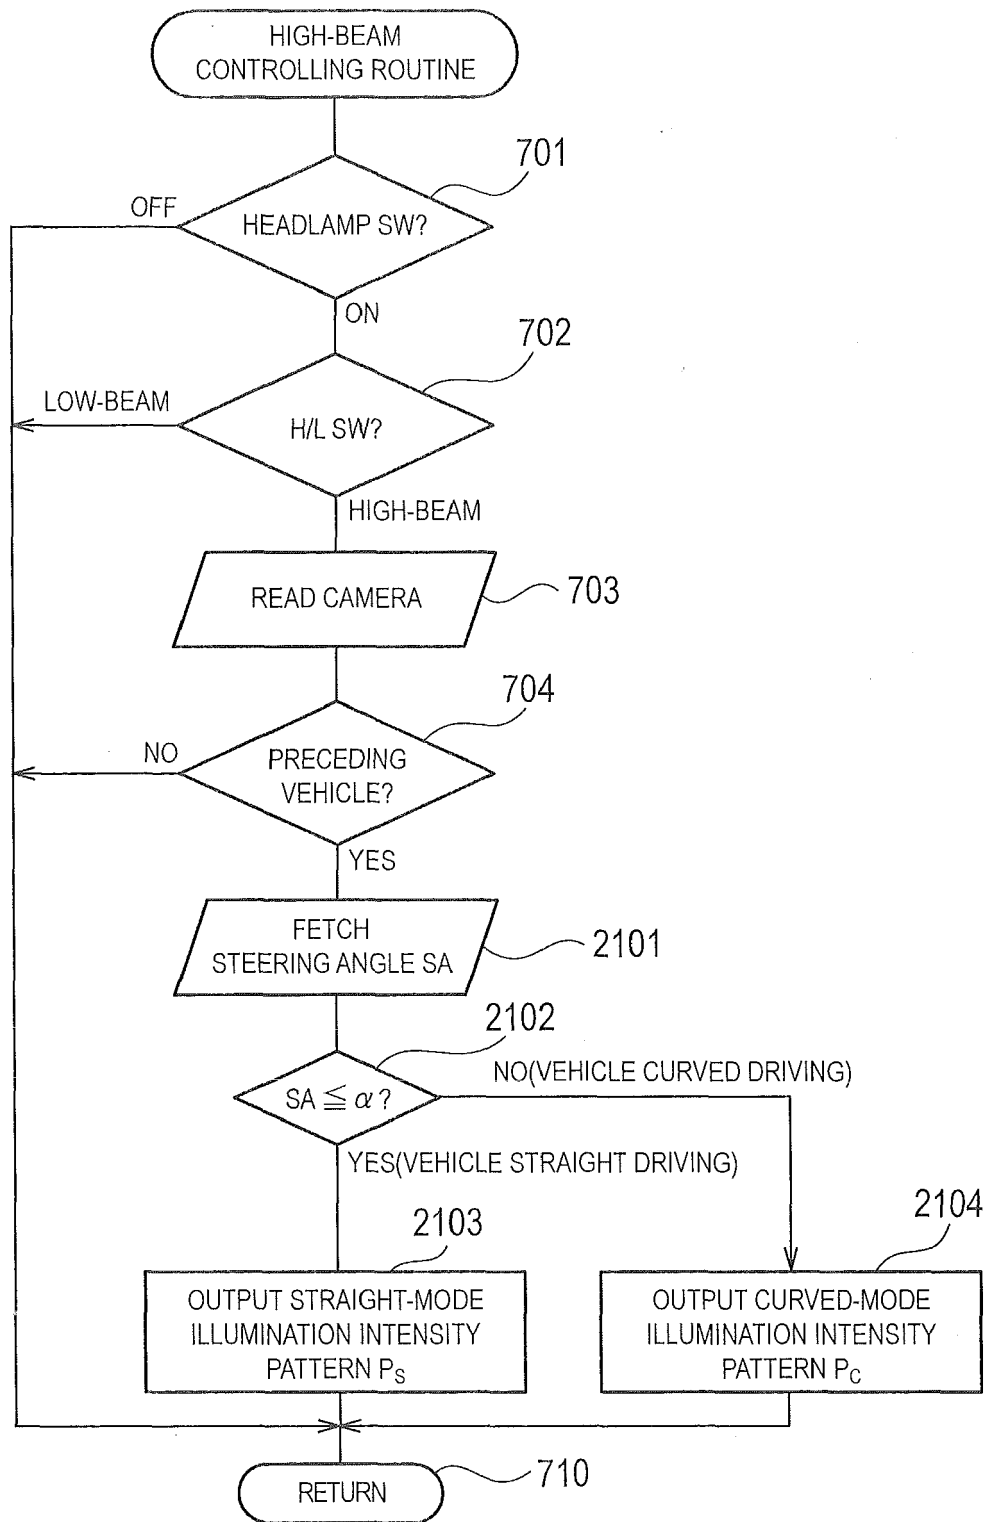 HIGH-BEAM
CONTROLLING ROUTINE
701
OFF
HEADLAMP SW?
ON
702
LOW-BEAM
H/L SW?
HIGH-BEAM
READ CAMERA
703
704
NO
PRECEDING
VEHICLE?
YES
FETCH
STEERING ANGLE SA
2101
2102
NO(VEHICLE CURVED DRIVING)
SA ≦ α ?
YES(VEHICLE STRAIGHT DRIVING)
2103
2104
OUTPUT STRAIGHT-MODE
ILLUMINATION INTENSITY
PATTERN PS
OUTPUT CURVED-MODE
ILLUMINATION INTENSITY
PATTERN PC
RETURN
710